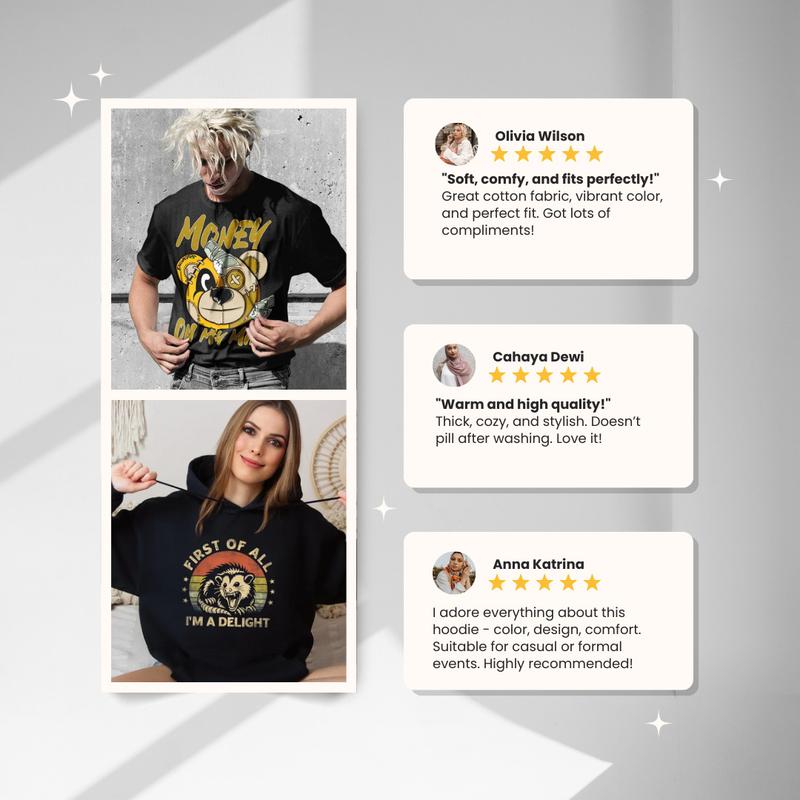 MONEY
ON MY
FIRST OF ALL
I'M A DELIGHT
Olivia Wilson
"Soft, comfy, and fits perfectly!"
Great cotton fabric, vibrant color,
and perfect fit. Got lots of
compliments!
Cahaya Dewi
"Warm and high quality!"
Thick, cozy, and stylish. Doesn’t
pill after washing. Love it!
Anna Katrina
I adore everything about this
hoodie - color, design, comfort.
Suitable for casual or formal
events. Highly recommended!